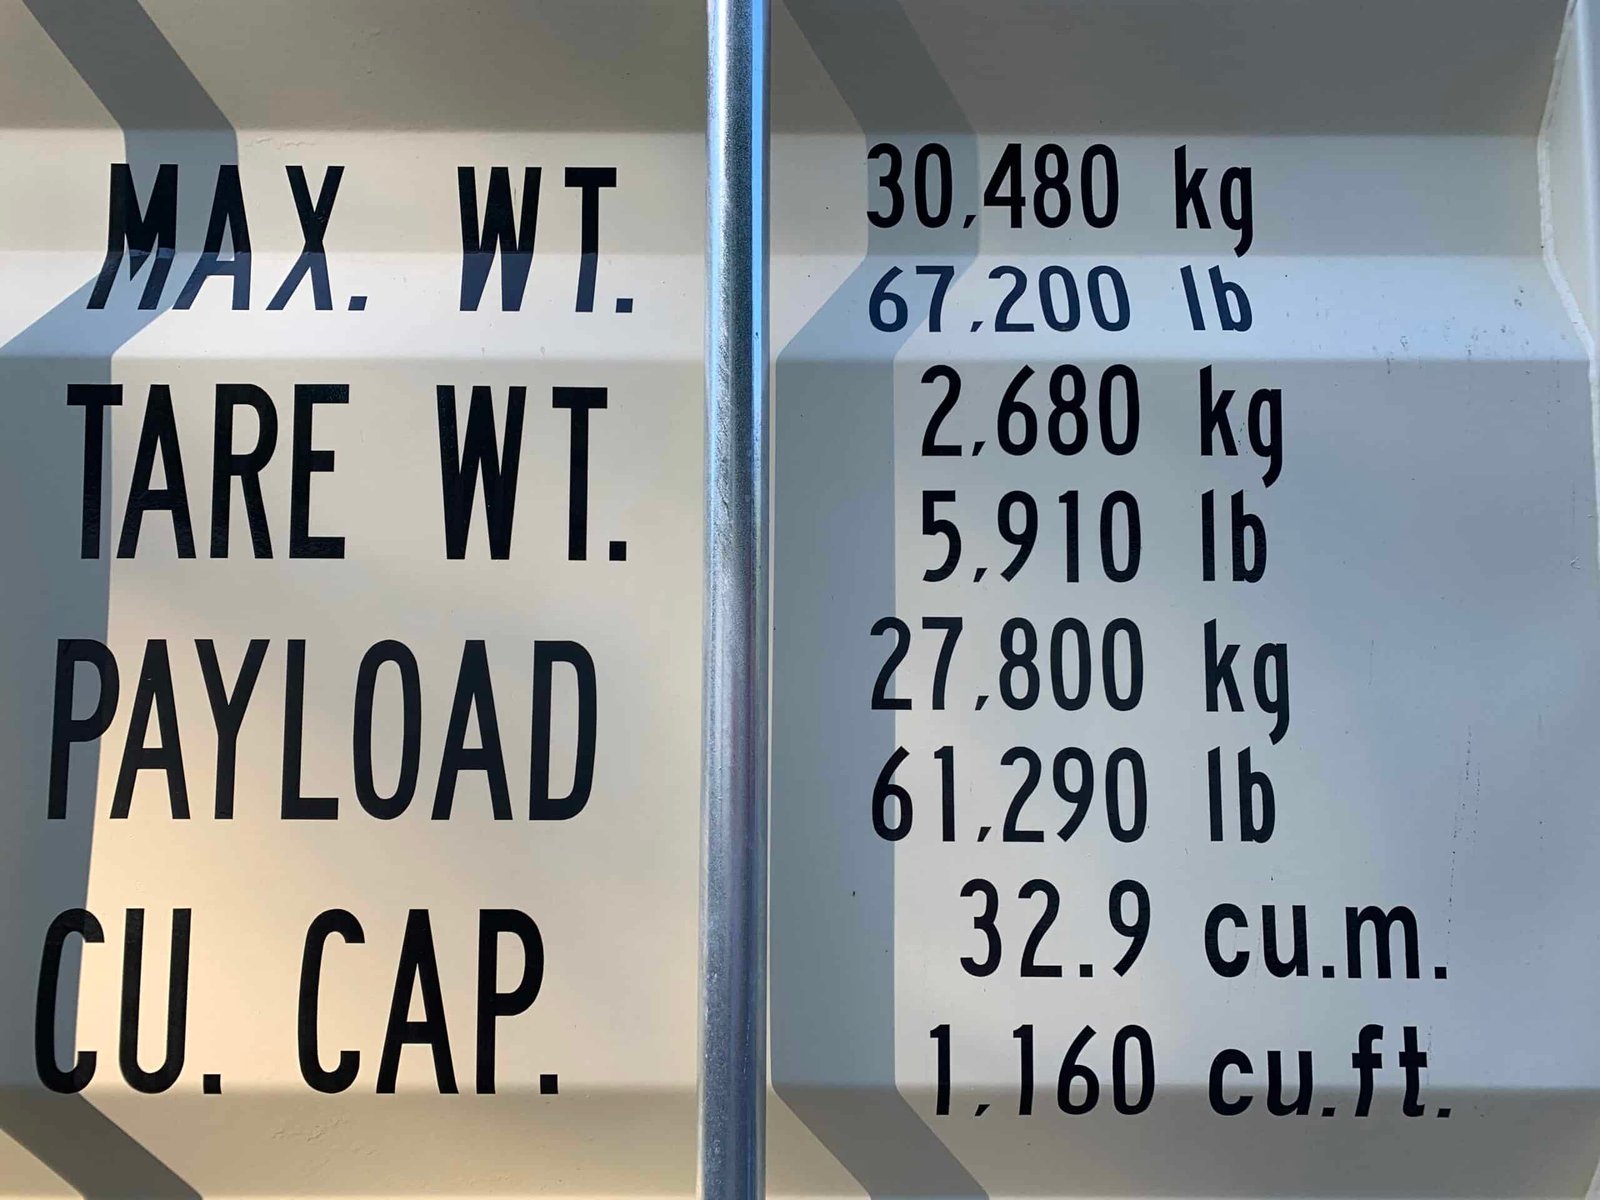 MAX. WT. 30,480 kg
67,200 lb
TARE WT. 2,680 kg
5,910 lb
PAYLOAD 27,800 kg
61,290 lb
CU. CAP. 32.9 cu.m.
1,160 cu.ft.